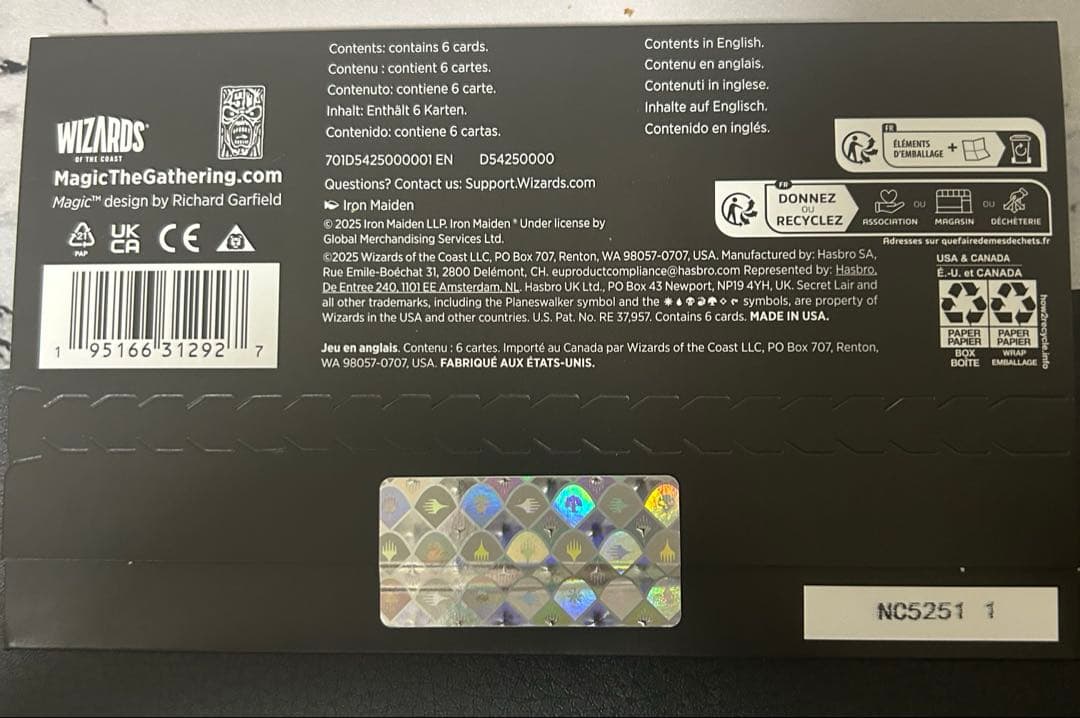 Contents: contains 6 cards.
Contenu : contient 6 cartes.
Contenuto: contiene 6 carte.
Inhalt: Enthält 6 Karten.
Contenido: contiene 6 cartas.
Contents in English.
Contenu en anglais.
Contenuti in inglese.
Inhalte auf Englisch.
Contenido en inglés.
WIZARDS
OF THE COAST
MagicTheGathering.com
Magic™ design by Richard Garfield
21
PAP
UK
CA
CE
1 95166 31292 7
701D5425000001 EN D54250000
Questions? Contact us: Support.Wizards.com
Iron Maiden
© 2025 Iron Maiden LLP. Iron Maiden ® Under license by
Global Merchandising Services Ltd.
©2025 Wizards of the Coast LLC, PO Box 707, Renton, WA 98057-0707, USA. Manufactured by: Hasbro SA,
Rue Emile-Boéchat 31, 2800 Delémont, CH. euproductcompliance@hasbro.com Represented by: Hasbro,
De Entree 240, 1101 EE Amsterdam, NL. Hasbro UK Ltd., PO Box 43 Newport, NP19 4YH, UK. Secret Lair and
all other trademarks, including the Planeswalker symbol and the symbols, are property of
Wizards in the USA and other countries. U.S. Pat. No. RE 37,957. Contains 6 cards. MADE IN USA.
Jeu en anglais. Contenu : 6 cartes. Importé au Canada par Wizards of the Coast LLC, PO Box 707, Renton,
WA 98057-0707, USA. FABRIQUÉ AUX ÉTATS-UNIS.
FR
ÉLÉMENTS
D'EMBALLAGE +
FR
DONNEZ
OU
RECYCLEZ
OU OU
ASSOCIATION MAGASIN DÉCHÈTERIE
Adresses sur quefairedemesdechets.fr
USA & CANADA
É.-U. et CANADA
PAPER PAPER
PAPIER PAPIER
BOX WRAP
BOÎTE EMBALLAGE
how2recycle.info
NC5251 1